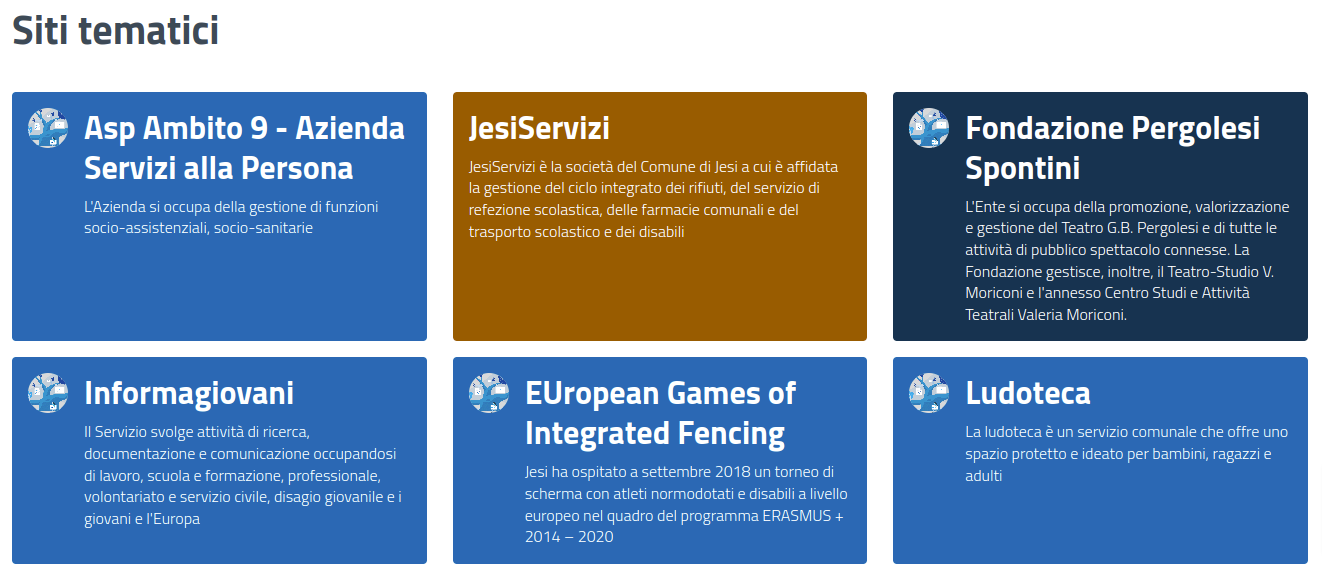 Siti tematici
Asp Ambito 9 - Azienda
Servizi alla Persona
L'Azienda si occupa della gestione di funzioni
socio-assistenziali, socio-sanitarie
JesiServizi
JesiServizi è la società del Comune di Jesi a cui è affidata
la gestione del ciclo integrato dei rifiuti, del servizio di
refezione scolastica, delle farmacie comunali e del
trasporto scolastico e dei disabili
Fondazione Pergolesi
Spontini
L'Ente si occupa della promozione, valorizzazione
e gestione del Teatro G.B. Pergolesi e di tutte le
attività di pubblico spettacolo connesse. La
Fondazione gestisce, inoltre, il Teatro-Studio V.
Moriconi e l'annesso Centro Studi e Attività
Teatrali Valeria Moriconi.
Informagiovani
Il Servizio svolge attività di ricerca,
documentazione e comunicazione occupandosi
di lavoro, scuola e formazione, professionale,
volontariato e servizio civile, disagio giovanile e i
giovani e l'Europa
EUropean Games of
Integrated Fencing
Jesi ha ospitato a settembre 2018 un torneo di
scherma con atleti normodotati e disabili a livello
europeo nel quadro del programma ERASMUS +
2014 – 2020
Ludoteca
La ludoteca è un servizio comunale che offre uno
spazio protetto e ideato per bambini, ragazzi e
adulti